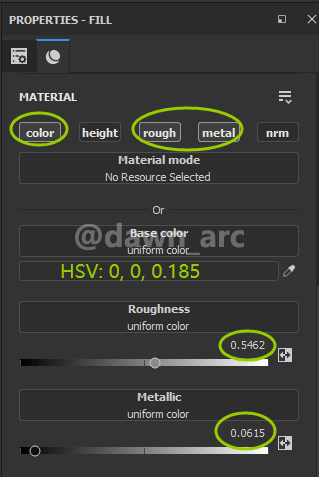 PROPERTIES - FILL
MATERIAL
color height rough metal nrm
Material mode
No Resource Selected
Or
Base color
uniform color
@dawn_arc
HSV: 0, 0, 0.185
Roughness
uniform color
0.5462
Metallic
uniform color
0.0615